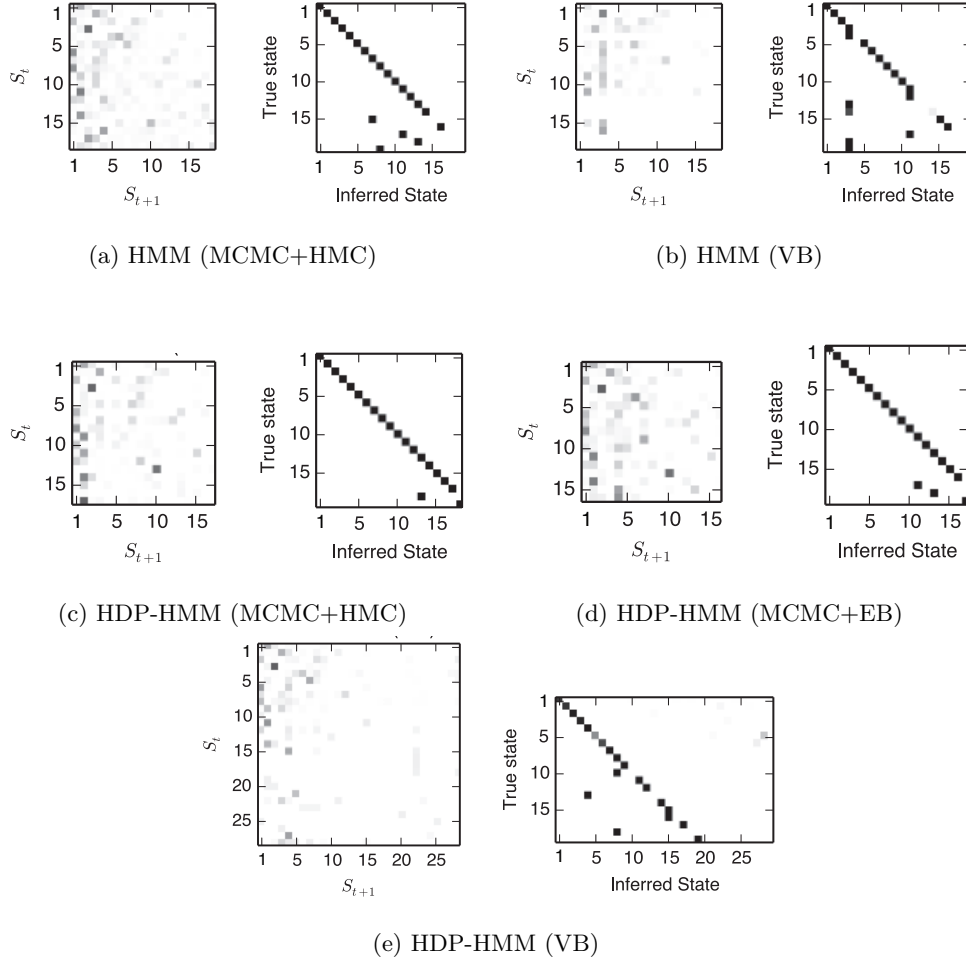 1 5 10 15
S_t
1 5 10 15
S_{t+1}
1 5 10 15
True state
1 5 10 15
Inferred State
1 5 10 15
S_t
1 5 10 15
S_{t+1}
1 5 10 15
True state
1 5 10 15
Inferred State
(a) HMM (MCMC+HMC)
(b) HMM (VB)
1 5 10 15
S_t
1 5 10 15
S_{t+1}
1 5 10 15
True state
1 5 10 15
Inferred State
1 5 10 15
S_t
1 5 10 15
S_{t+1}
1 5 10 15
True state
1 5 10 15
Inferred State
(c) HDP-HMM (MCMC+HMC)
(d) HDP-HMM (MCMC+EB)
1 5 10 15 20 25
S_t
1 5 10 15 20 25
S_{t+1}
1 5 10 15
True state
1 5 10 15 20 25
Inferred State
(e) HDP-HMM (VB)